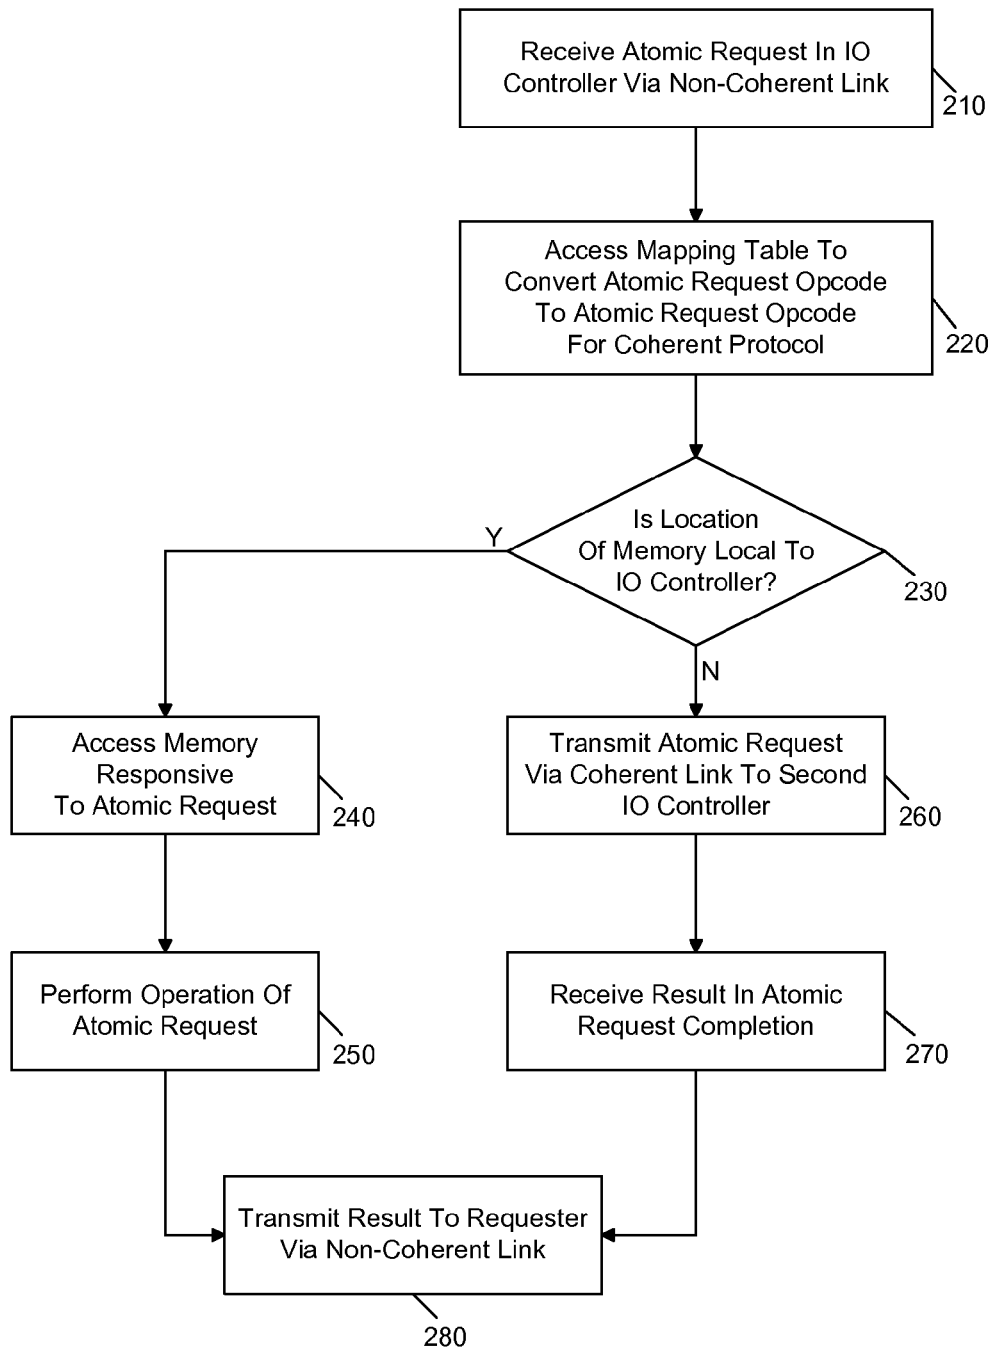 Receive Atomic Request In IO
Controller Via Non-Coherent Link
210
Access Mapping Table To
Convert Atomic Request Opcode
To Atomic Request Opcode
For Coherent Protocol
220
Is Location
Of Memory Local To
IO Controller?
230
Y
N
Access Memory
Responsive
To Atomic Request
240
Transmit Atomic Request
Via Coherent Link To Second
IO Controller
260
Perform Operation Of
Atomic Request
250
Receive Result In Atomic
Request Completion
270
Transmit Result To Requester
Via Non-Coherent Link
280